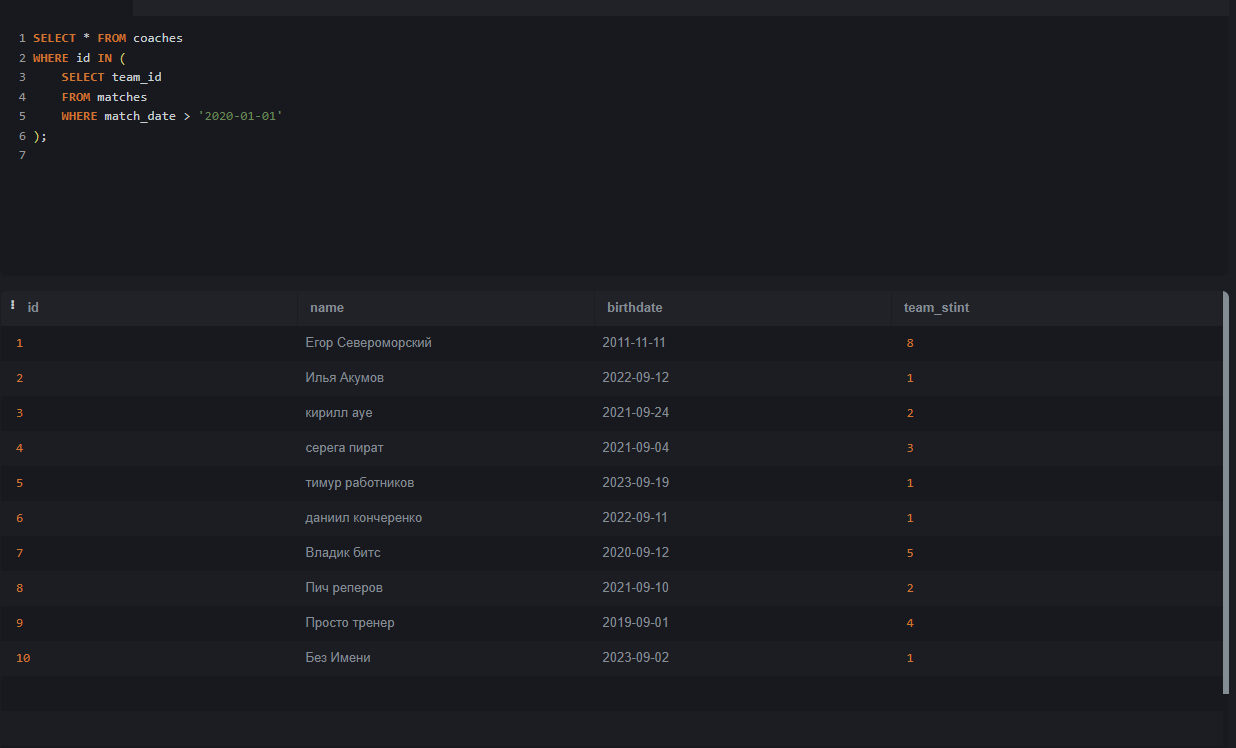 1 SELECT * FROM coaches
2 WHERE id IN (
3 SELECT team_id
4 FROM matches
5 WHERE match_date > '2020-01-01'
6 );
7
id name birthdate team_stint
1 Егор Североморский 2011-11-11 8
2 Илья Акумов 2022-09-12 1
3 кирилл ауе 2021-09-24 2
4 серега пират 2021-09-04 3
5 тимур работников 2023-09-19 1
6 даниил кончеренко 2022-09-11 1
7 Владик битс 2020-09-12 5
8 Пич реперов 2021-09-10 2
9 Просто тренер 2019-09-01 4
10 Без Имени 2023-09-02 1